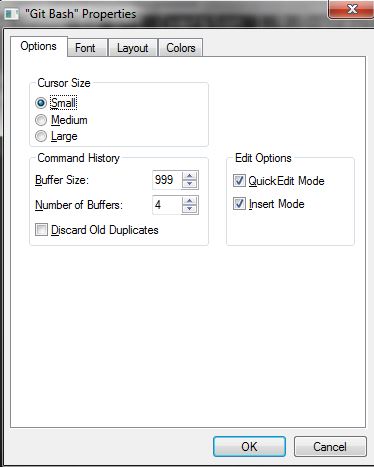 "Git Bash" Properties
Options Font Layout Colors
Cursor Size
Small
Medium
Large
Command History
Buffer Size: 999
Number of Buffers: 4
Discard Old Duplicates
Edit Options
QuickEdit Mode
Insert Mode
OK Cancel